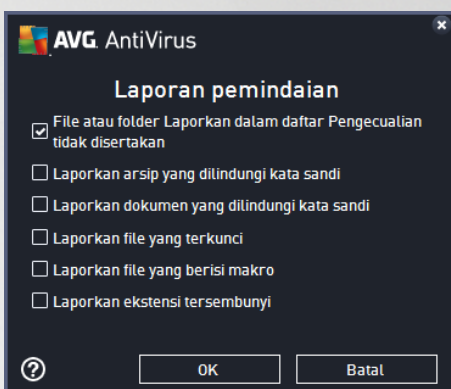 AVG AntiVirus
Laporan pemindaian
File atau folder Laporkan dalam daftar Pengecualian
tidak disertakan
Laporkan arsip yang dilindungi kata sandi
Laporkan dokumen yang dilindungi kata sandi
Laporkan file yang terkunci
Laporkan file yang berisi makro
Laporkan ekstensi tersembunyi
?
OK Batal